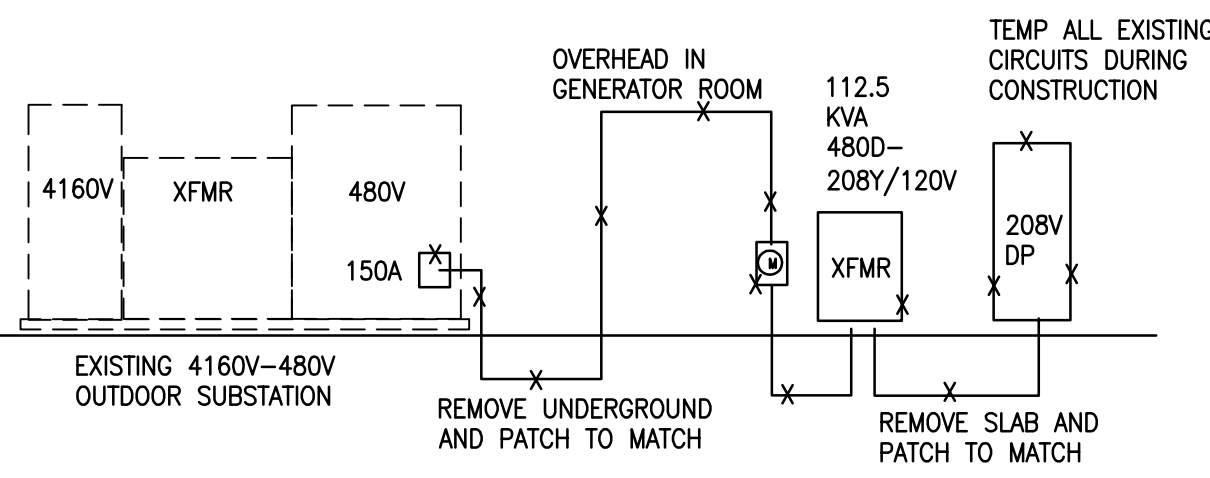 TEMP ALL EXISTING
CIRCUITS DURING
CONSTRUCTION
OVERHEAD IN
GENERATOR ROOM
112.5
KVA
480D-
208Y/120V
4160V
XFMR
480V
150A
M
XFMR
208V
DP
EXISTING 4160V-480V
OUTDOOR SUBSTATION
REMOVE UNDERGROUND
AND PATCH TO MATCH
REMOVE SLAB AND
PATCH TO MATCH